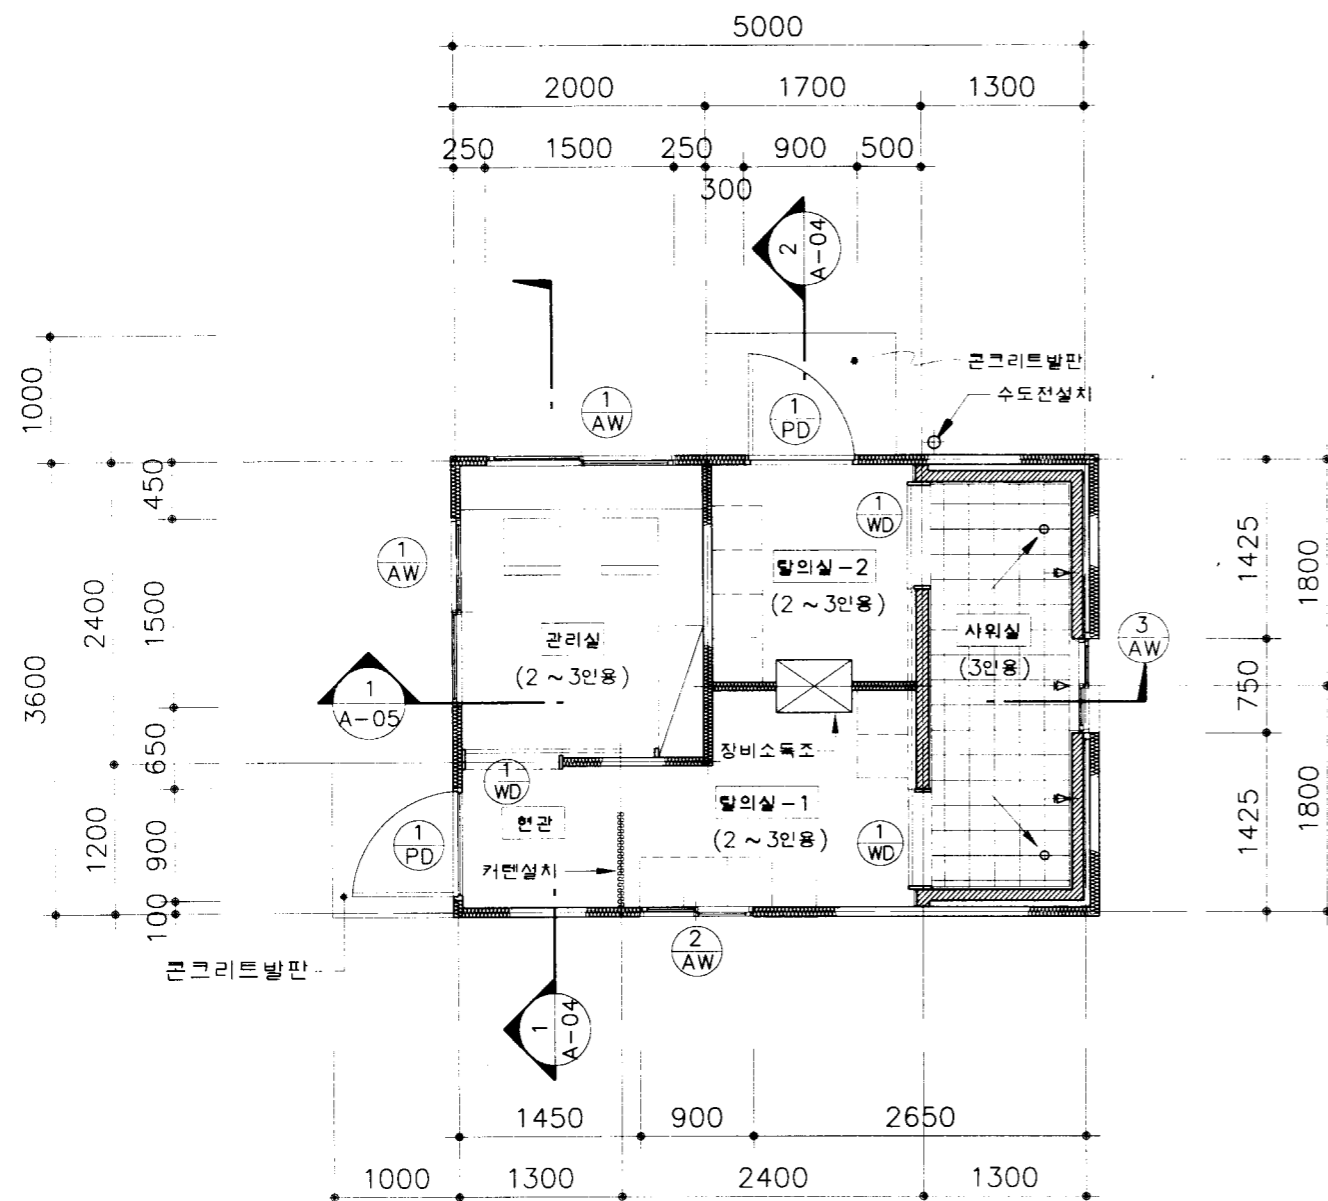 5000
2000 1700 1300
250 1500 250 900 500
300
2
A-04
콘크리트발판
수도전설치
1
AW
1
PD
1000
450
1
WD
1
AW
탈의실-2
(2 ~ 3인용)
2400
1500
1425
1800
관리실
(2 ~ 3인용)
샤워실
(3인용)
3
AW
3600
1
A-05
750
650
장비소독조
1
WD
탈의실-1
(2 ~ 3인용)
현관
1
PD
1
WD
1200
900
1425
1800
커텐설치
100
콘크리트발판
2
AW
1
A-04
1450 900 2650
1000 1300 2400 1300